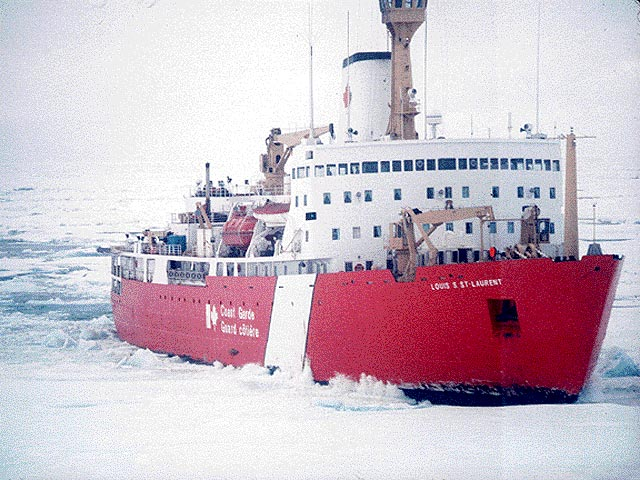 LOUIS S. ST-LAURENT
Coast Garde
Guard côtière